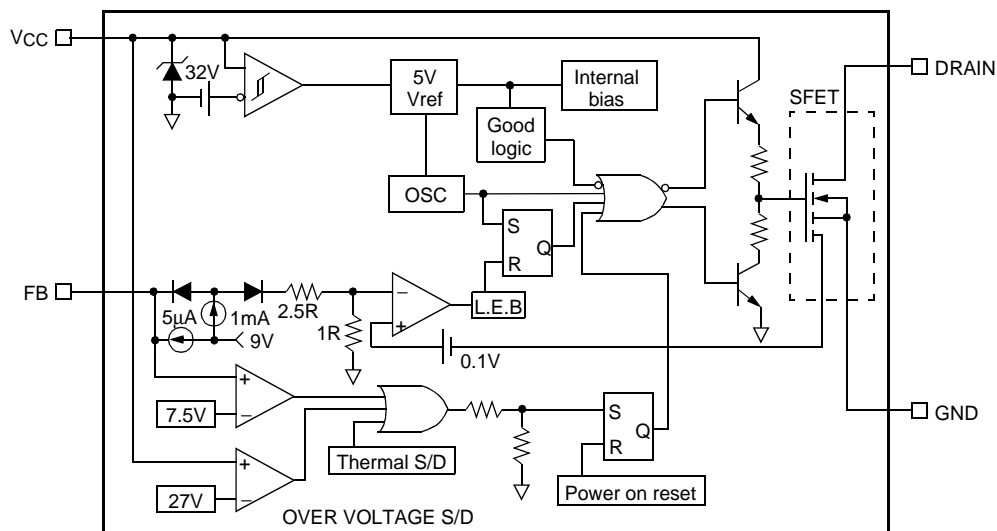 VCC
32V
5V
Vref
Internal
bias
Good
logic
OSC
DRAIN
SFET
S
R
Q
FB
5μA
1mA
9V
2.5R
1R
−
+
L.E.B
0.1V
+
−
7.5V
+
−
27V
Thermal S/D
S
R
Q
Power on reset
GND
OVER VOLTAGE S/D